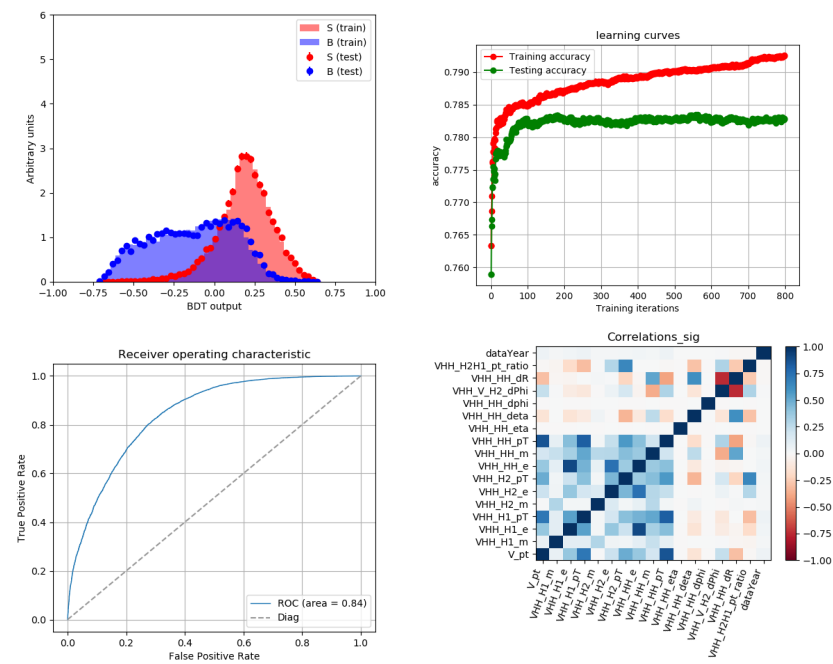 6
5
4
3
2
1
0
Arbitrary units
S (train)
B (train)
S (test)
B (test)
−1.00 −0.75 −0.50 −0.25 0.00 0.25 0.50 0.75 1.00
BDT output
learning curves
0.790
0.785
0.780
0.775
0.770
0.765
0.760
accuracy
Training accuracy
Testing accuracy
0 100 200 300 400 500 600 700 800
Training iterations
Receiver operating characteristic
1.0
0.8
0.6
0.4
0.2
0.0
True Positive Rate
ROC (area = 0.84)
Diag
0.0 0.2 0.4 0.6 0.8 1.0
False Positive Rate
Correlations_sig
dataYear
VHH_H2H1_pt_ratio
VHH_HH_dR
VHH_V_H2_dPhi
VHH_HH_dphi
VHH_HH_deta
VHH_HH_eta
VHH_HH_pT
VHH_HH_m
VHH_HH_e
VHH_H2_pT
VHH_H2_e
VHH_H2_m
VHH_H1_pT
VHH_H1_e
VHH_H1_m
V_pt
V_pt
VHH_H1_m
VHH_H1_e
VHH_H1_pT
VHH_H2_m
VHH_H2_e
VHH_H2_pT
VHH_HH_e
VHH_HH_m
VHH_HH_pT
VHH_HH_eta
VHH_HH_deta
VHH_HH_dphi
VHH_V_H2_dPhi
VHH_HH_dR
VHH_H2H1_pt_ratio
dataYear
1.00
0.75
0.50
0.25
0.00
−0.25
−0.50
−0.75
−1.00